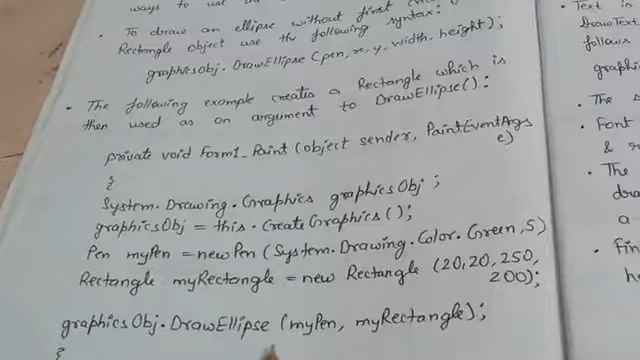 ways to use the
• To draw an ellipse without first
Rectangle object use the following syntax:
graphicsObj.DrawEllipse (pen, x, y, width, height);
• The following example creates a Rectangle which is
then used as an argument to DrawEllipse():
private void Form1_Paint (object sender, PaintEventArgs
e)
{
System.Drawing.Graphics graphicsObj;
graphicsObj = this.CreateGraphics();
Pen myPen = new Pen (System.Drawing.Color.Green, 5)
Rectangle myRectangle = new Rectangle (20, 20, 250,
200);
graphicsObj.DrawEllipse (myPen, myRectangle);
}
• Text in
DrawText
follows
graphi
• The s
• Font
&
• The
dra
a
• Fin
h